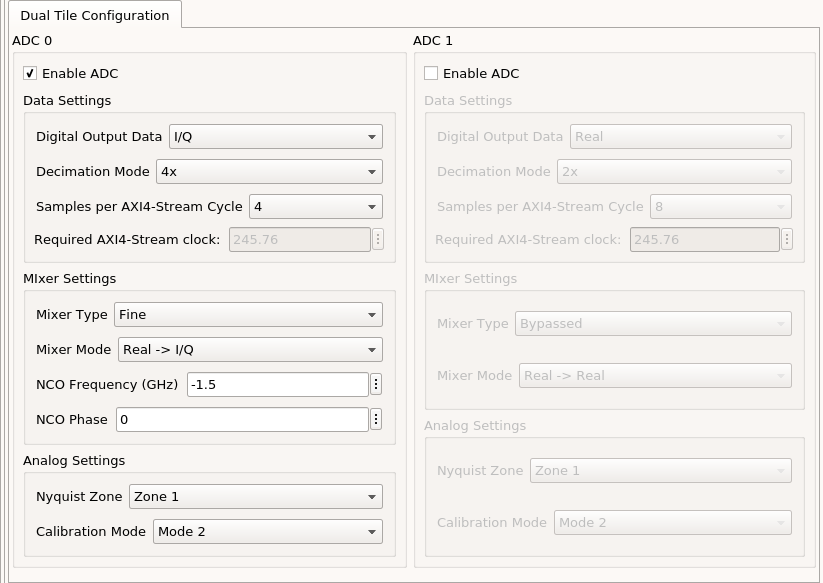 Dual Tile Configuration
ADC 0
Enable ADC
Data Settings
Digital Output Data I/Q
Decimation Mode 4x
Samples per AXI4-Stream Cycle 4
Required AXI4-Stream clock: 245.76
MIxer Settings
Mixer Type Fine
Mixer Mode Real -> I/Q
NCO Frequency (GHz) -1.5
NCO Phase 0
Analog Settings
Nyquist Zone Zone 1
Calibration Mode Mode 2
ADC 1
Enable ADC
Data Settings
Digital Output Data Real
Decimation Mode 2x
Samples per AXI4-Stream Cycle 8
Required AXI4-Stream clock: 245.76
MIxer Settings
Mixer Type Bypassed
Mixer Mode Real -> Real
Analog Settings
Nyquist Zone Zone 1
Calibration Mode Mode 2